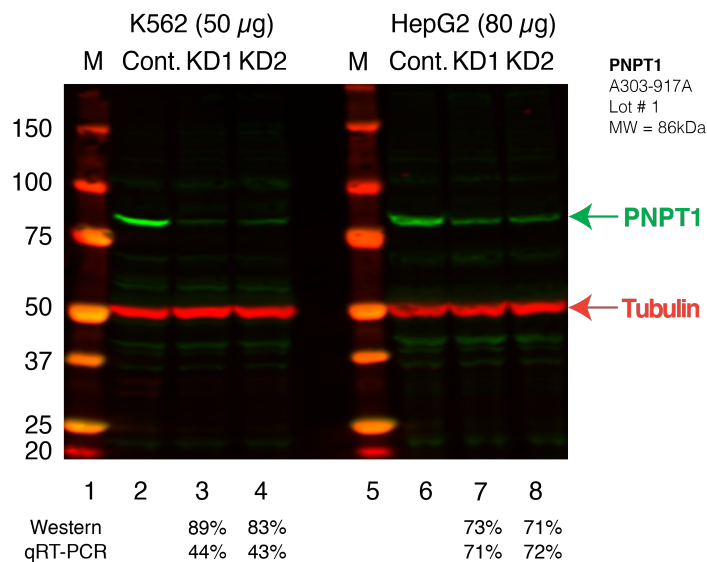 K562 (50 µg) HepG2 (80 µg)
M Cont. KD1 KD2 M Cont. KD1 KD2
PNPT1
A303-917A
Lot # 1
MW = 86kDa
150
100
PNPT1
75
50 Tubulin
37
25
20
1 2 3 4 5 6 7 8
Western 89% 83% 73% 71%
qRT-PCR 44% 43% 71% 72%